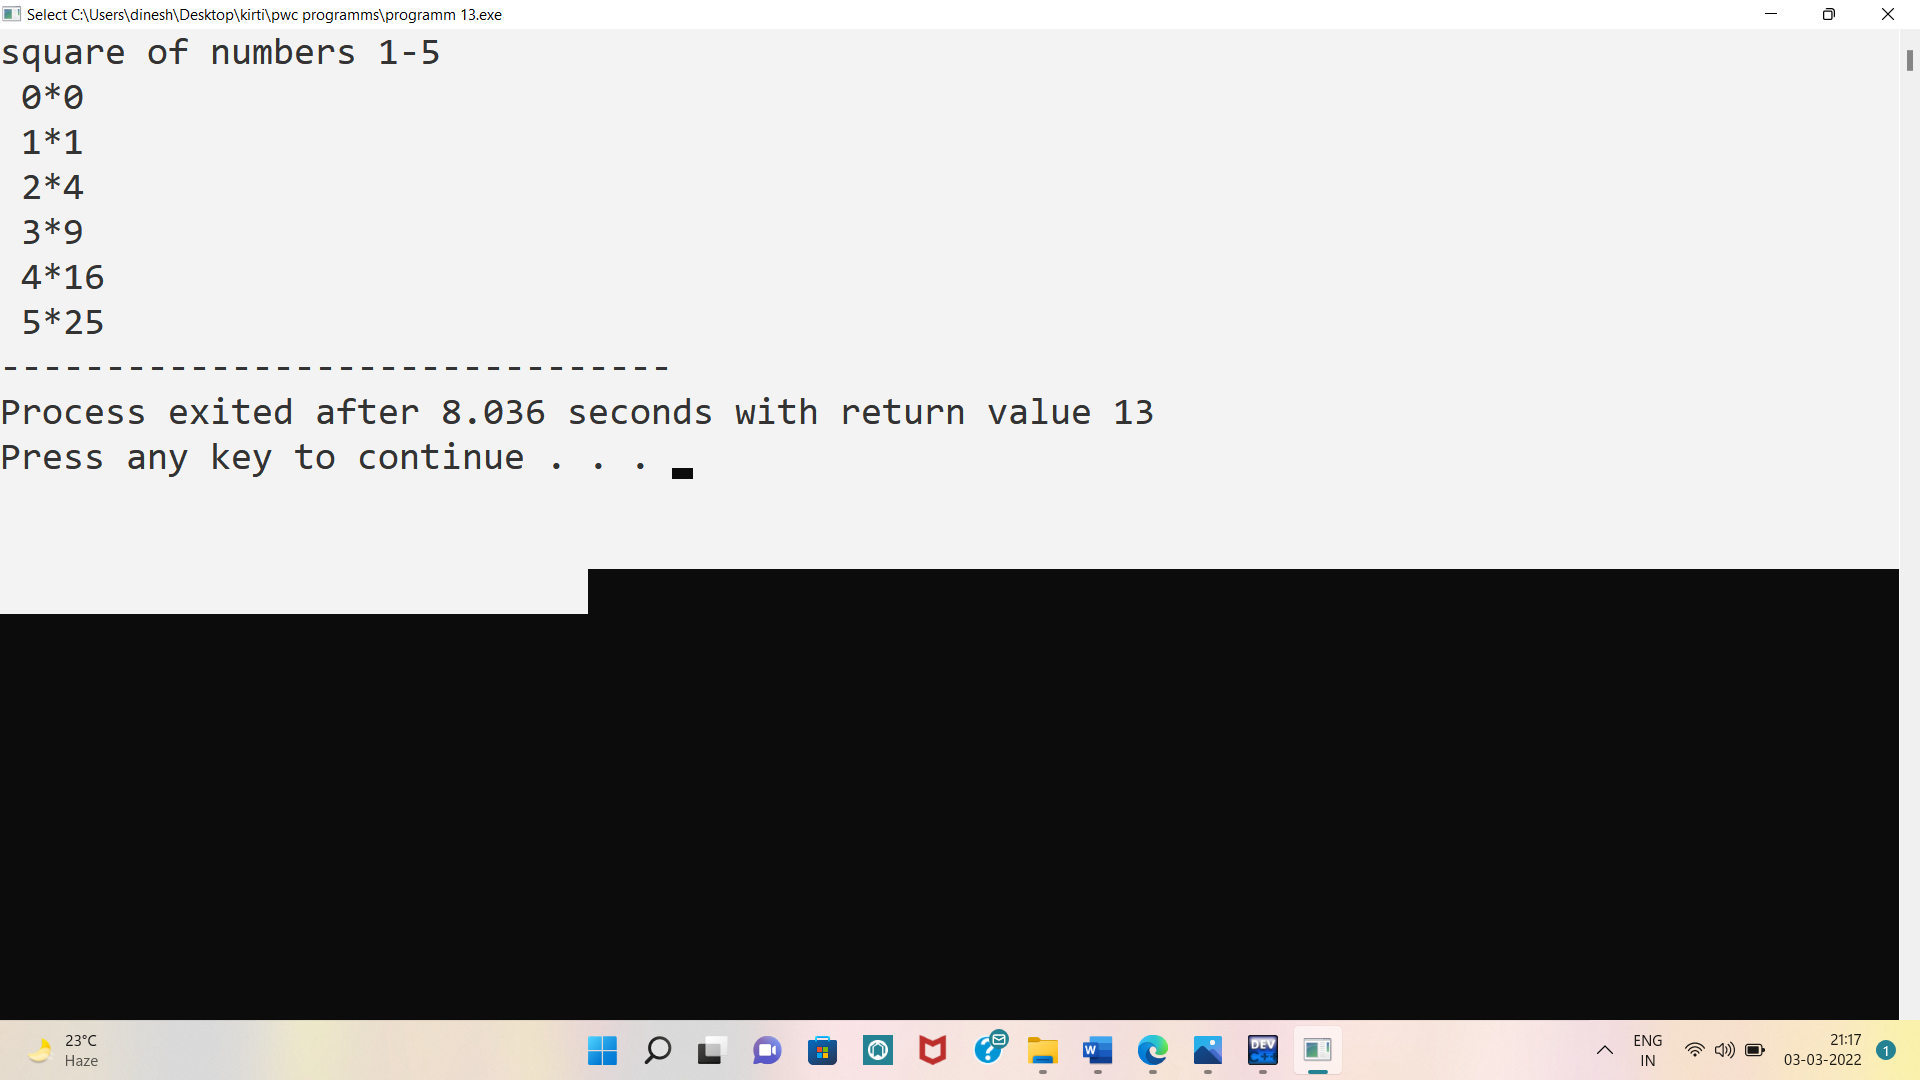 Select C:\Users\dinesh\Desktop\kirti\pwc programms\programm 13.exe
square of numbers 1-5
0*0
1*1
2*4
3*9
4*16
5*25
--------------------------------
Process exited after 8.036 seconds with return value 13
Press any key to continue . . .
23°C
Haze
W
DEV
C++
ENG
IN
21:17
03-03-2022
1